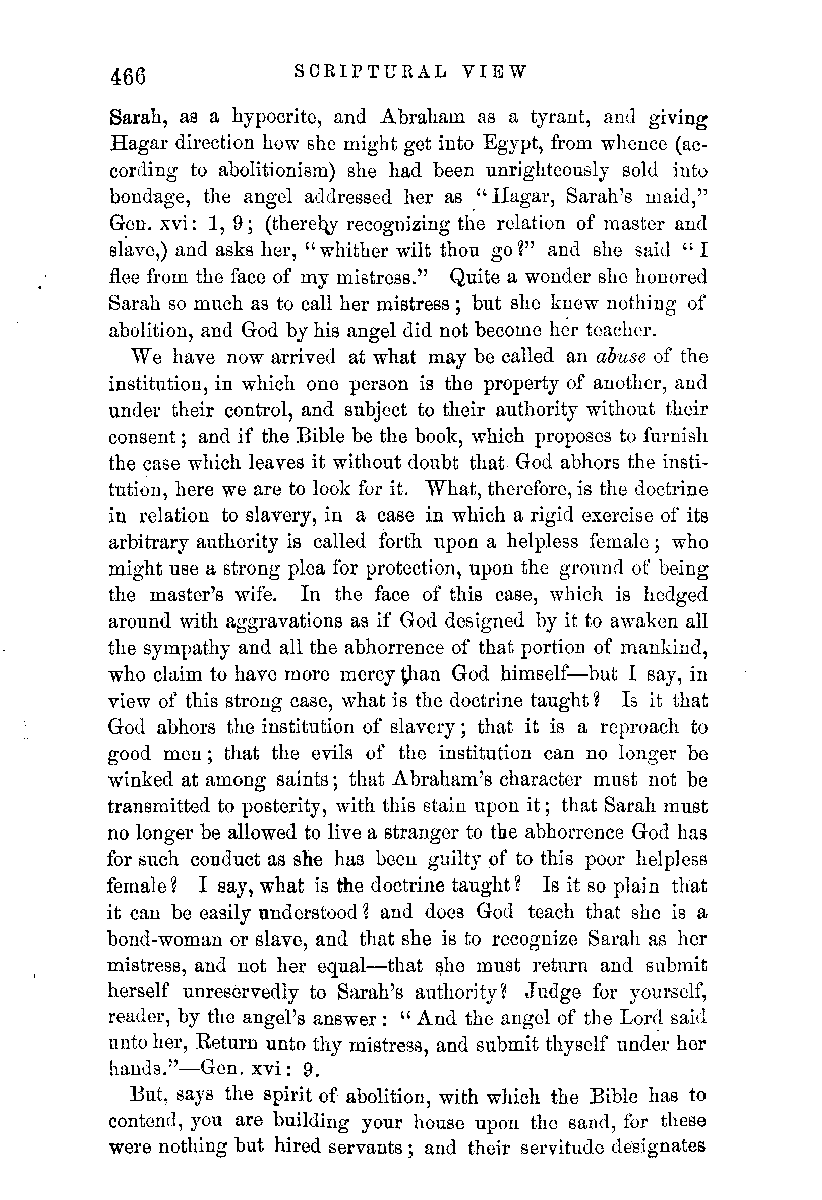 466 SCRIPTURAL VIEW
Sarah, as a hypocrite, and Abraham as a tyrant, and giving
Hagar direction how she might get into Egypt, from whence (ac-
cording to abolitionism) she had been unrighteously sold into
bondage, the angel addressed her as "Hagar, Sarah's maid,"
Gen. xvi: 1, 9; (thereby recognizing the relation of master and
slave,) and asks her, "whither wilt thou go?" and she said "I
flee from the face of my mistress." Quite a wonder she honored
Sarah so much as to call her mistress; but she knew nothing of
abolition, and God by his angel did not become her teacher.
We have now arrived at what may be called an abuse of the
institution, in which one person is the property of another, and
under their control, and subject to their authority without their
consent; and if the Bible be the book, which proposes to furnish
the case which leaves it without doubt that God abhors the insti-
tution, here we are to look for it. What, therefore, is the doctrine
in relation to slavery, in a case in which a rigid exercise of its
arbitrary authority is called forth upon a helpless female; who
might use a strong plea for protection, upon the ground of being
the master's wife. In the face of this case, which is hedged
around with aggravations as if God designed by it to awaken all
the sympathy and all the abhorrence of that portion of mankind,
who claim to have more mercy than God himself—but I say, in
view of this strong case, what is the doctrine taught? Is it that
God abhors the institution of slavery; that it is a reproach to
good men; that the evils of the institution can no longer be
winked at among saints; that Abraham's character must not be
transmitted to posterity, with this stain upon it; that Sarah must
no longer be allowed to live a stranger to the abhorrence God has
for such conduct as she has been guilty of to this poor helpless
female? I say, what is the doctrine taught? Is it so plain that
it can be easily understood? and does God teach that she is a
bond-woman or slave, and that she is to recognize Sarah as her
mistress, and not her equal—that she must return and submit
herself unreservedly to Sarah's authority? Judge for yourself,
reader, by the angel's answer: "And the angel of the Lord said
unto her, Return unto thy mistress, and submit thyself under her
hands."—Gen. xvi: 9.
But, says the spirit of abolition, with which the Bible has to
contend, you are building your house upon the sand, for these
were nothing but hired servants; and their servitude designates